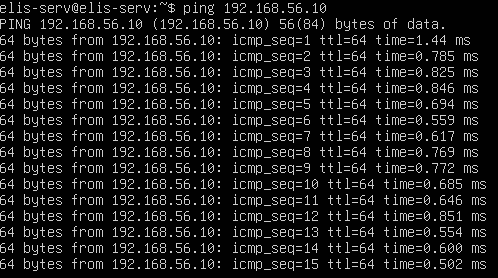 elis-serv@elis-serv:~$ ping 192.168.56.10
PING 192.168.56.10 (192.168.56.10) 56(84) bytes of data.
64 bytes from 192.168.56.10: icmp_seq=1 ttl=64 time=1.44 ms
64 bytes from 192.168.56.10: icmp_seq=2 ttl=64 time=0.785 ms
64 bytes from 192.168.56.10: icmp_seq=3 ttl=64 time=0.825 ms
64 bytes from 192.168.56.10: icmp_seq=4 ttl=64 time=0.846 ms
64 bytes from 192.168.56.10: icmp_seq=5 ttl=64 time=0.694 ms
64 bytes from 192.168.56.10: icmp_seq=6 ttl=64 time=0.559 ms
64 bytes from 192.168.56.10: icmp_seq=7 ttl=64 time=0.617 ms
64 bytes from 192.168.56.10: icmp_seq=8 ttl=64 time=0.769 ms
64 bytes from 192.168.56.10: icmp_seq=9 ttl=64 time=0.772 ms
64 bytes from 192.168.56.10: icmp_seq=10 ttl=64 time=0.685 ms
64 bytes from 192.168.56.10: icmp_seq=11 ttl=64 time=0.646 ms
64 bytes from 192.168.56.10: icmp_seq=12 ttl=64 time=0.851 ms
64 bytes from 192.168.56.10: icmp_seq=13 ttl=64 time=0.554 ms
64 bytes from 192.168.56.10: icmp_seq=14 ttl=64 time=0.600 ms
64 bytes from 192.168.56.10: icmp_seq=15 ttl=64 time=0.502 ms